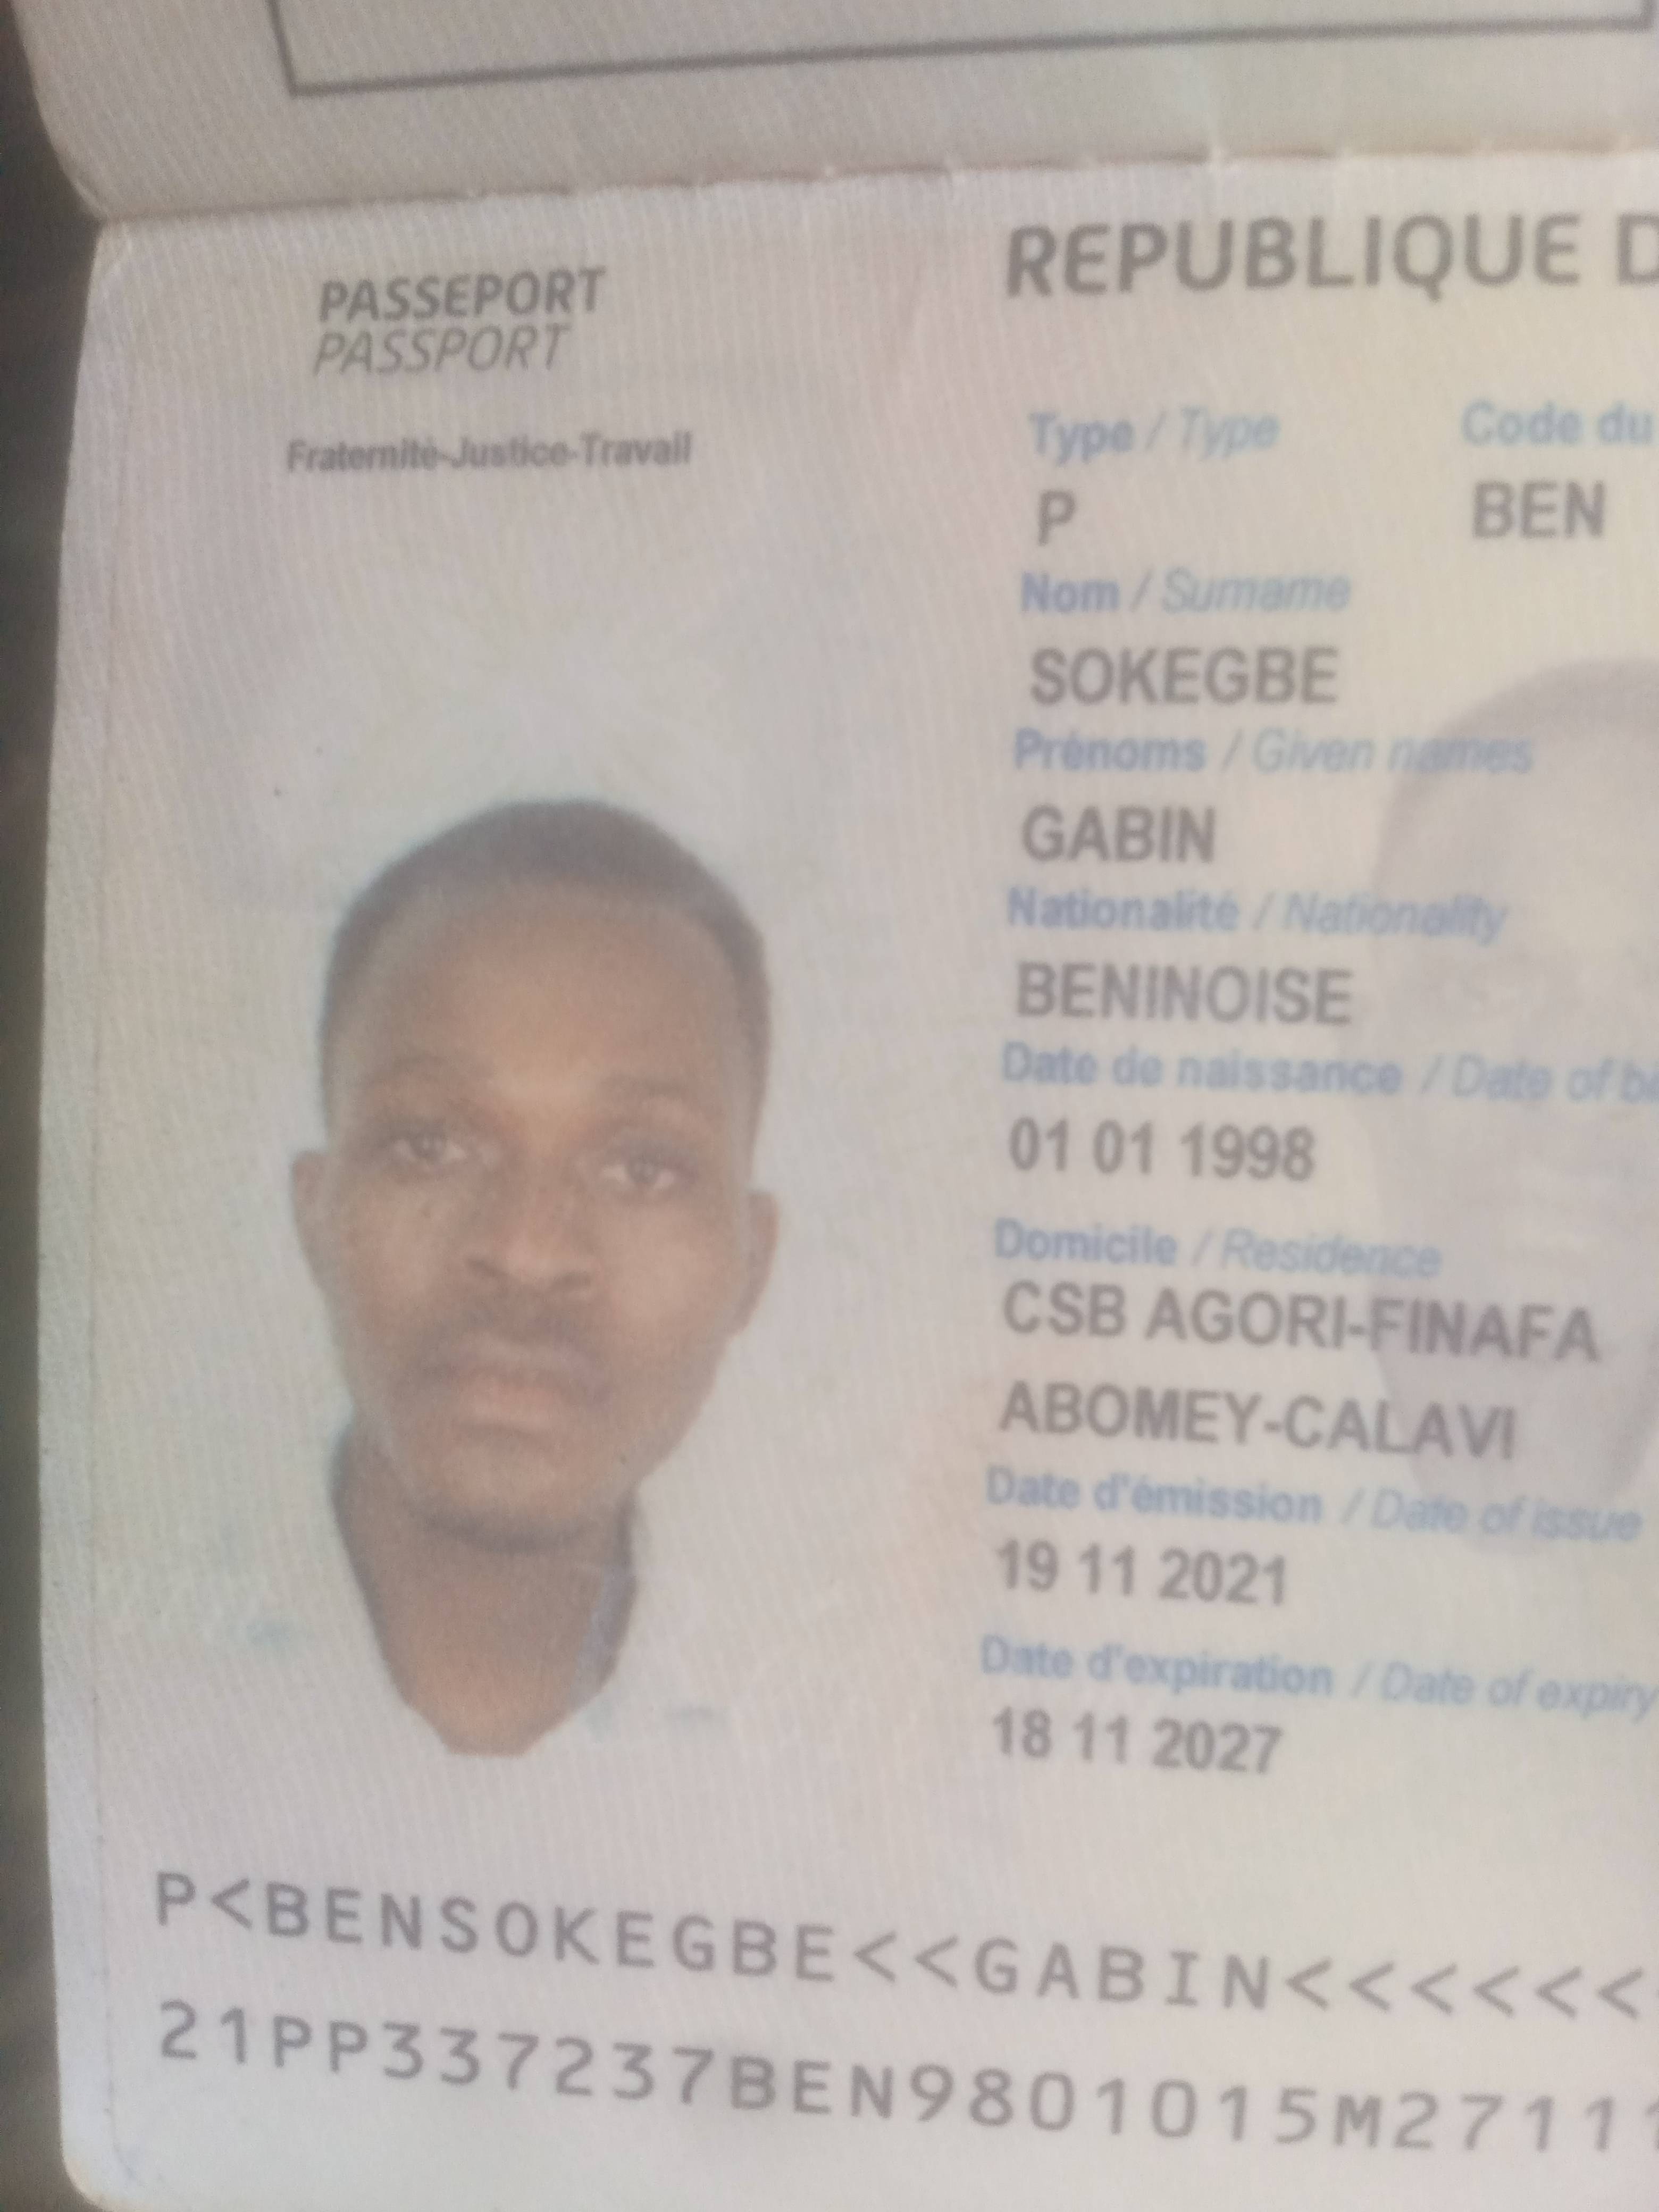 PASSEPORT
PASSPORT
Fraternité-Justice-Travail
REPUBLIQUE D
Type / Type
Code du
P
BEN
Nom / Surname
SOKEGBE
Prénoms / Given names
GABIN
Nationalité / Nationality
BENINOISE
Date de naissance / Date of bi
01 01 1998
Domicile / Residence
CSB AGORI-FINAFA
ABOMEY-CALAVI
Date d'émission / Date of issue
19 11 2021
Date d'expiration / Date of expiry
18 11 2027
P<BENSOKEGBE<<GABIN<<<<<<
21PP337237BEN9801015M27111